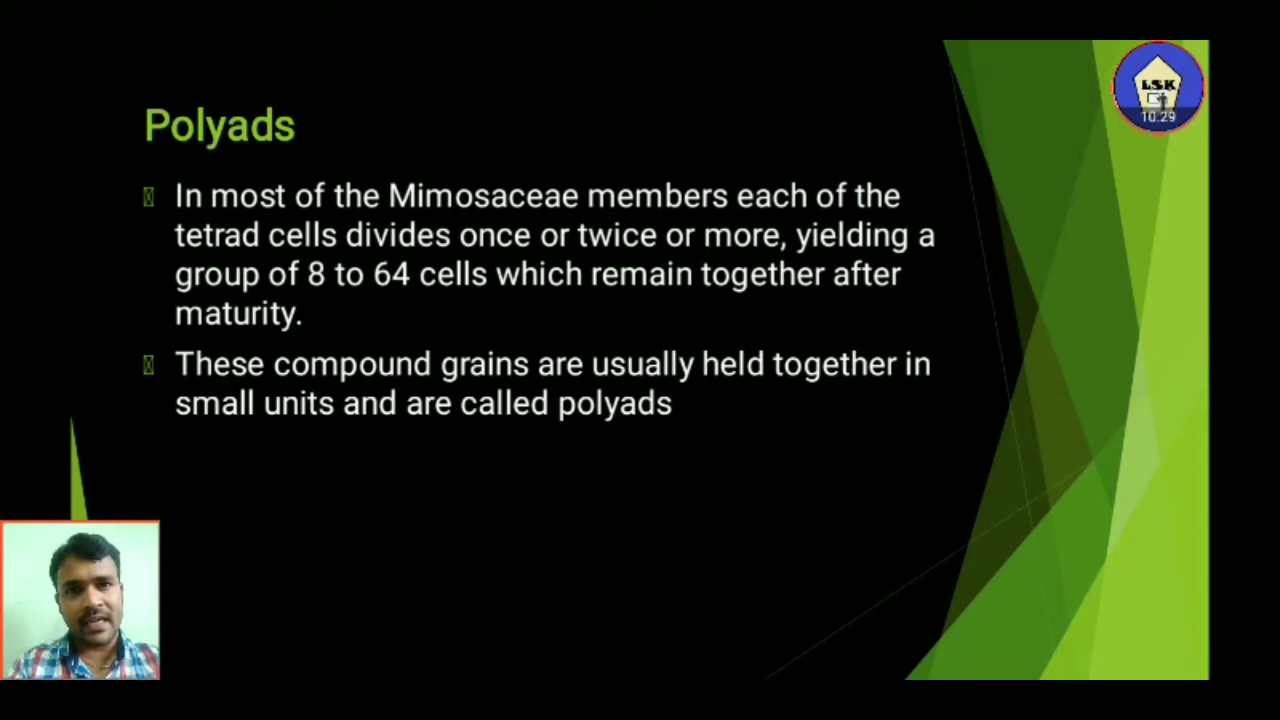 LSK
10:29
Polyads
In most of the Mimosaceae members each of the
tetrad cells divides once or twice or more, yielding a
group of 8 to 64 cells which remain together after
maturity.
These compound grains are usually held together in
small units and are called polyads